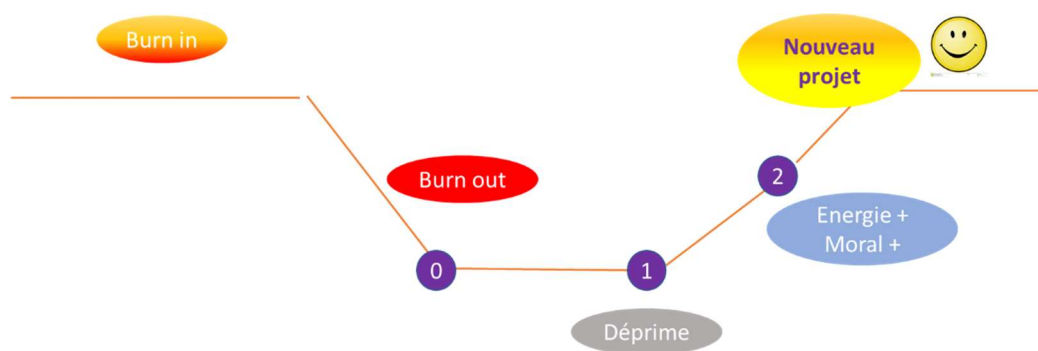 Burn in
Nouveau
projet
Burn out
2
Energie +
Moral +
0
1
Déprime